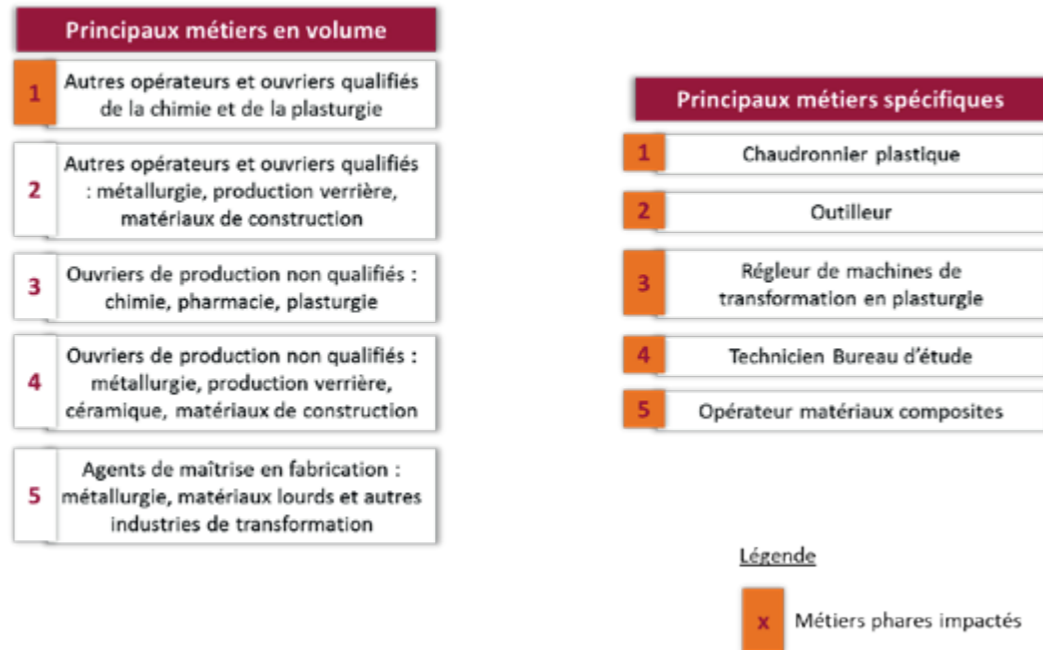 Principaux métiers en volume
1
Autres opérateurs et ouvriers qualifiés
de la chimie et de la plasturgie
2
Autres opérateurs et ouvriers qualifiés
: métallurgie, production verrière,
matériaux de construction
3
Ouvriers de production non qualifiés :
chimie, pharmacie, plasturgie
4
Ouvriers de production non qualifiés :
métallurgie, production verrière,
céramique, matériaux de construction
5
Agents de maîtrise en fabrication :
métallurgie, matériaux lourds et autres
industries de transformation
Principaux métiers spécifiques
1
Chaudronnier plastique
2
Outilleur
3
Régleur de machines de
transformation en plasturgie
4
Technicien Bureau d'étude
5
Opérateur matériaux composites
Légende
x
Métiers phares impactés